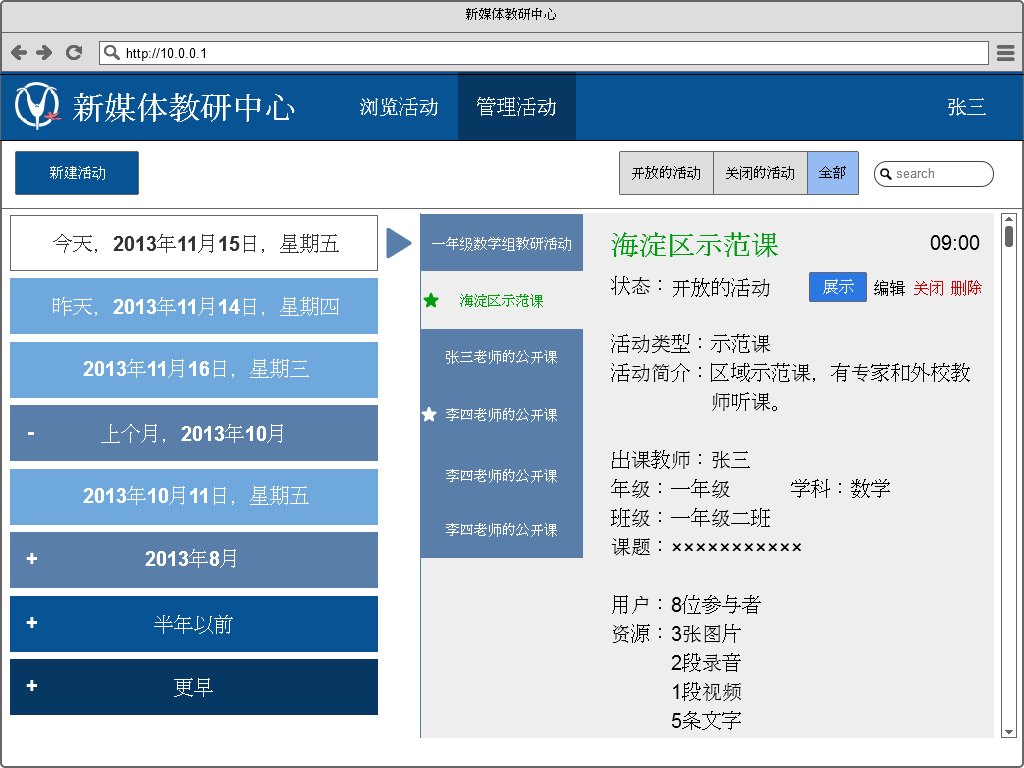 新媒体教研中心
http://10.0.0.1
新媒体教研中心
浏览活动
管理活动
张三
新建活动
开放的活动
关闭的活动
全部
search
今天，2013年11月15日，星期五
昨天，2013年11月14日，星期四
2013年11月16日，星期三
- 上个月，2013年10月
2013年10月11日，星期五
+ 2013年8月
+ 半年以前
+ 更早
一年级数学组教研活动
海淀区示范课
张三老师的公开课
李四老师的公开课
李四老师的公开课
李四老师的公开课
海淀区示范课 09:00
状态：开放的活动 展示 编辑 关闭 删除
活动类型：示范课
活动简介：区域示范课，有专家和外校教
师听课。
出课教师：张三
年级：一年级 学科：数学
班级：一年级二班
课题：×××××××××××
用户：8位参与者
资源：3张图片
2段录音
1段视频
5条文字